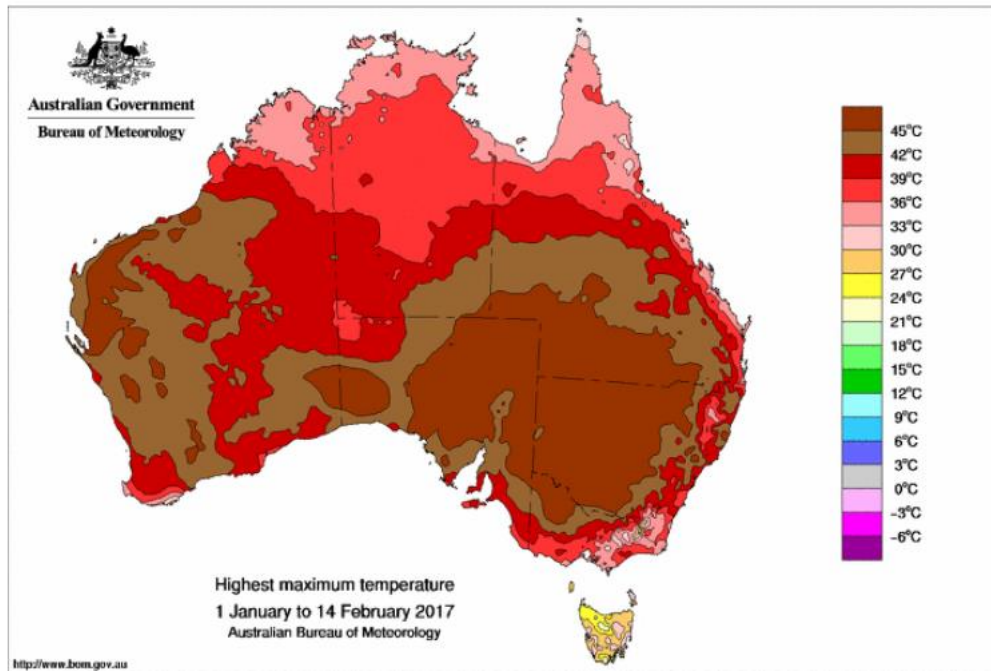 Australian Government
Bureau of Meteorology
45°C
42°C
39°C
36°C
33°C
30°C
27°C
24°C
21°C
18°C
15°C
12°C
9°C
6°C
3°C
0°C
-3°C
-6°C
Highest maximum temperature
1 January to 14 February 2017
Australian Bureau of Meteorology
http://www.bom.gov.au